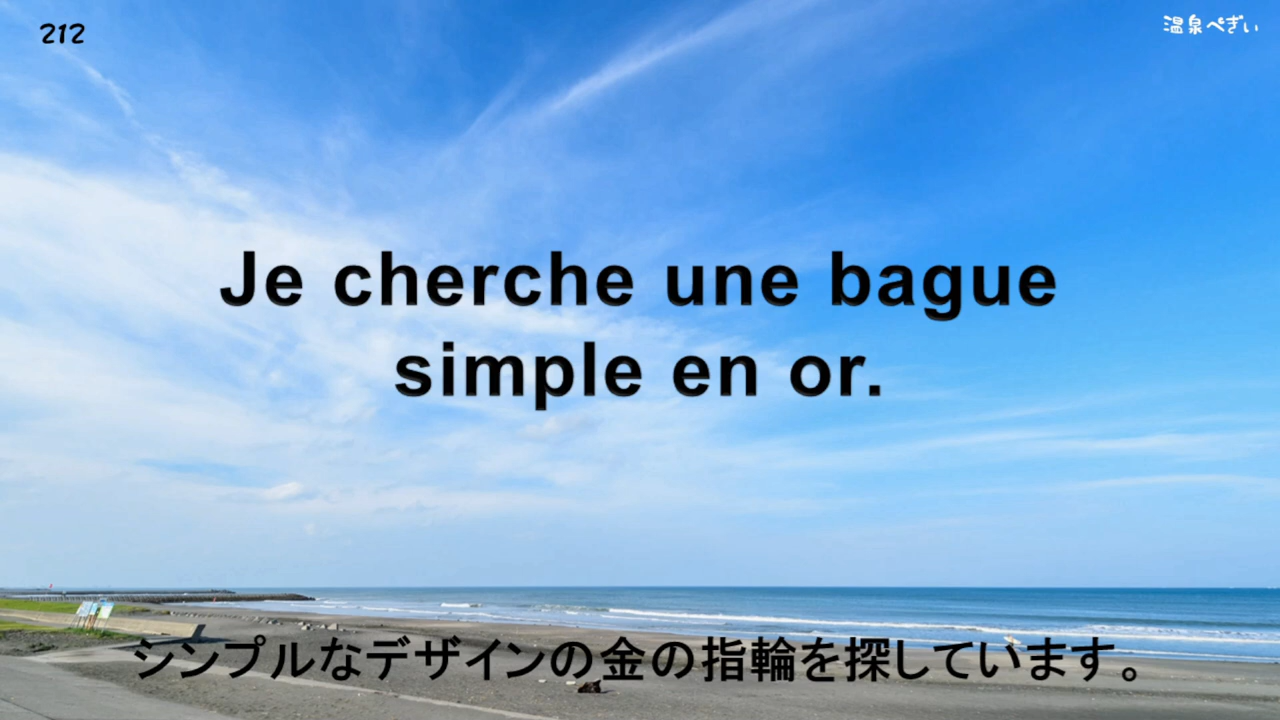 212
温泉ぺぎぃ
Je cherche une bague
simple en or.
シンプルなデザインの金の指輪を探しています。